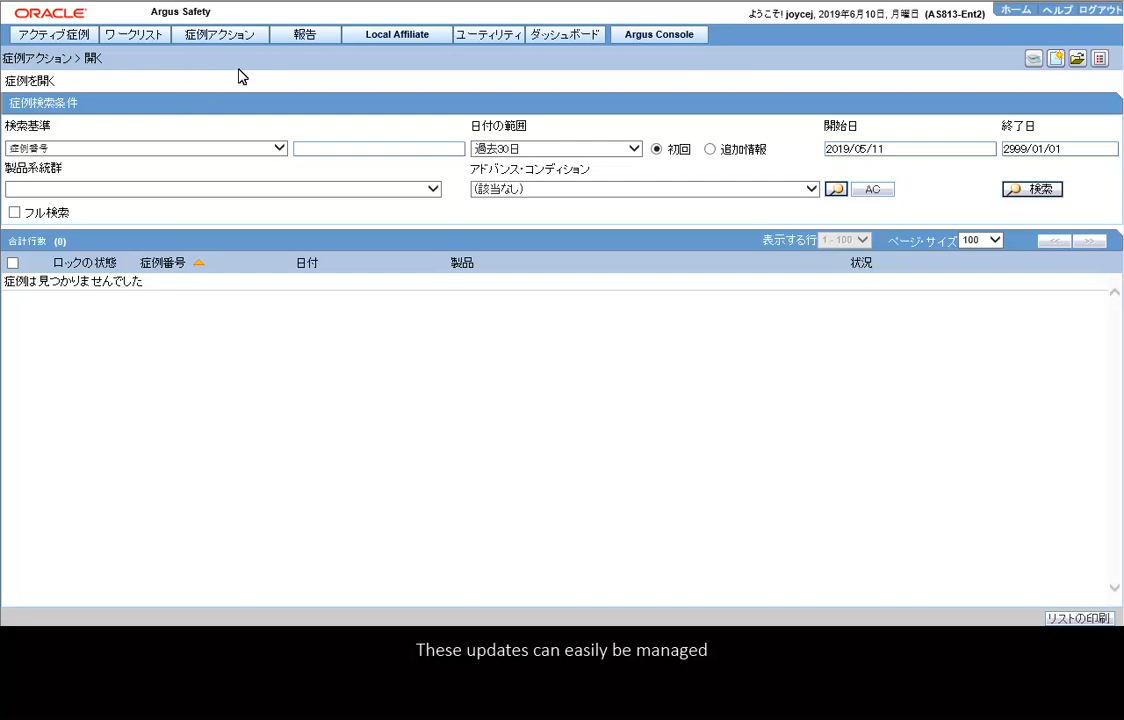 ORACLE Argus Safety ようこそ! joycej, 2019年6月10日, 月曜日 (AS813-Ent2) ホーム ヘルプ ログアウト
アクティブ症例 ワークリスト 症例アクション 報告 Local Affiliate ユーティリティ ダッシュボード Argus Console
症例アクション > 開く
症例を開く
症例検索条件
検索基準 日付の範囲 開始日 終了日
症例番号 過去30日 初回 追加情報 2019/05/11 2999/01/01
製品系統群 アドバンス・コンディション
(該当なし) AC 検索
フル検索
合計行数 (0) 表示する行 1 - 100 ページ・サイズ 100 << >>
ロックの状態 症例番号 日付 製品 状況
症例は見つかりませんでした
リストの印刷
These updates can easily be managed